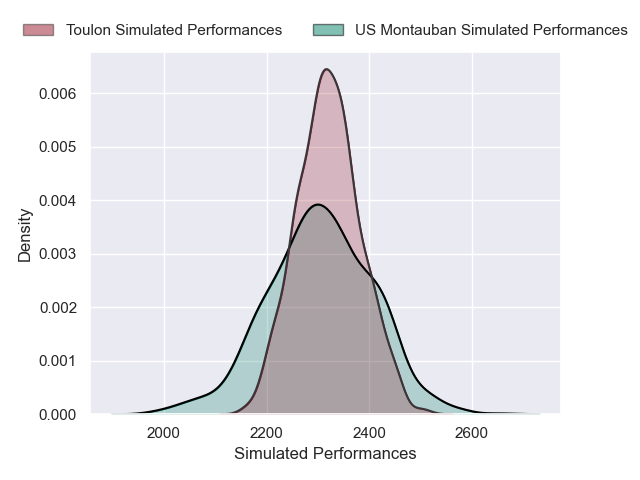 Toulon Simulated Performances US Montauban Simulated Performances
0.006
0.005
0.004
0.003
0.002
0.001
0.000
Density
2000 2200 2400 2600
Simulated Performances